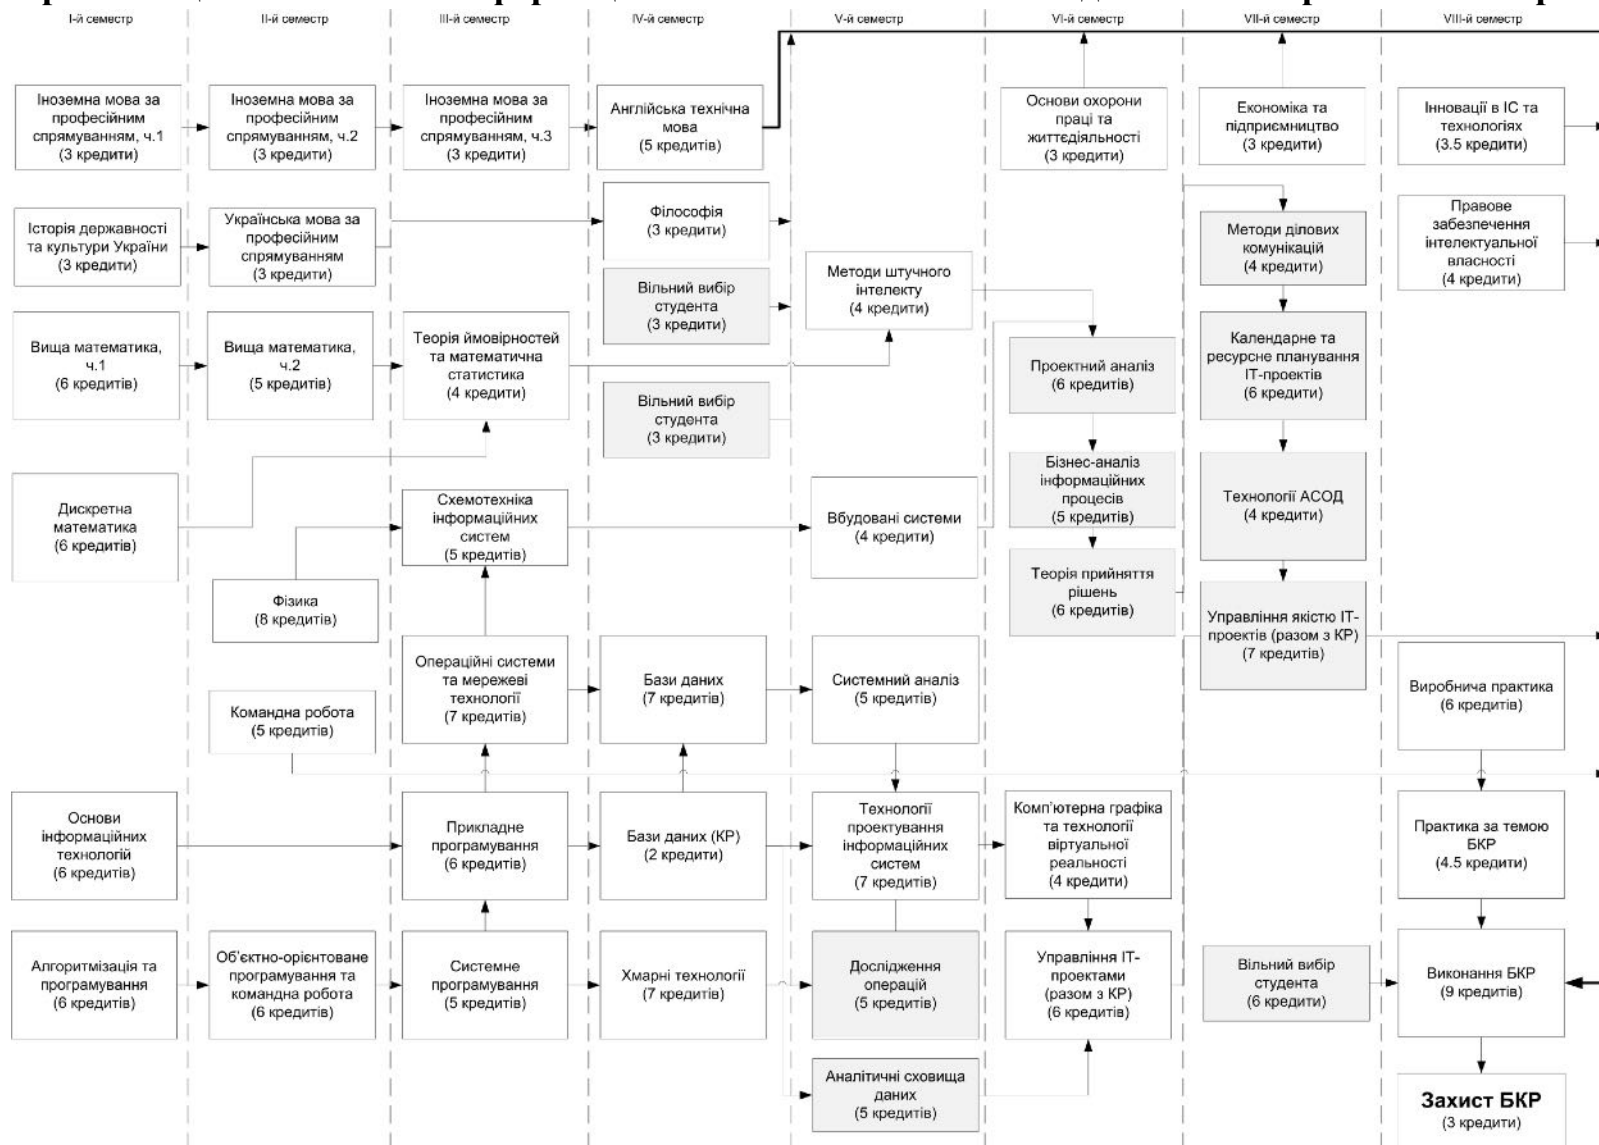 І-й семестр
ІІ-й семестр
ІІІ-й семестр
IV-й семестр
V-й семестр
VI-й семестр
VII-й семестр
VIII-й семестр
Іноземна мова за
професійним
спрямуванням, ч.1
(3 кредити)
Іноземна мова за
професійним
спрямуванням, ч.2
(3 кредити)
Іноземна мова за
професійним
спрямуванням, ч.3
(3 кредити)
Англійська технічна
мова
(5 кредитів)
Основи охорони
праці та
життєдіяльності
(3 кредити)
Економіка та
підприємництво
(3 кредити)
Інновації в ІС та
технологіях
(3.5 кредити)
Історія державності
та культури України
(3 кредити)
Українська мова за
професійним
спрямуванням
(3 кредити)
Філософія
(3 кредити)
Методи ділових
комунікацій
(4 кредити)
Правове
забезпечення
інтелектуальної
власності
(4 кредити)
Вільний вибір
студента
(3 кредити)
Методи штучного
інтелекту
(4 кредити)
Вища математика,
ч.1
(6 кредитів)
Вища математика,
ч.2
(5 кредитів)
Теорія ймовірностей
та математична
статистика
(4 кредити)
Вільний вибір
студента
(3 кредити)
Проектний аналіз
(6 кредитів)
Календарне та
ресурсне планування
ІТ-проектів
(6 кредитів)
Дискретна
математика
(6 кредитів)
Схемотехніка
інформаційних
систем
(5 кредитів)
Вбудовані системи
(4 кредити)
Бізнес-аналіз
інформаційних
процесів
(5 кредитів)
Технології АСОД
(4 кредити)
Фізика
(8 кредитів)
Теорія прийняття
рішень
(6 кредитів)
Управління якістю ІТ-
проектів (разом з КР)
(7 кредитів)
Командна робота
(5 кредитів)
Операційні системи
та мережеві
технології
(7 кредитів)
Бази даних
(7 кредитів)
Системний аналіз
(5 кредитів)
Виробнича практика
(6 кредитів)
Основи
інформаційних
технологій
(6 кредитів)
Прикладне
програмування
(6 кредитів)
Бази даних (КР)
(2 кредити)
Технології
проектування
інформаційних
систем
(7 кредитів)
Комп'ютерна графіка
та технології
віртуальної
реальності
(4 кредити)
Практика за темою
БКР
(4.5 кредити)
Алгоритмізація та
програмування
(6 кредитів)
Об'єктно-орієнтоване
програмування та
командна робота
(6 кредитів)
Системне
програмування
(5 кредитів)
Хмарні технології
(7 кредитів)
Дослідження
операцій
(5 кредитів)
Управління ІТ-
проектами
(разом з КР)
(6 кредитів)
Вільний вибір
студента
(6 кредити)
Виконання БКР
(9 кредитів)
Аналітичні сховища
даних
(5 кредитів)
Захист БКР
(3 кредити)